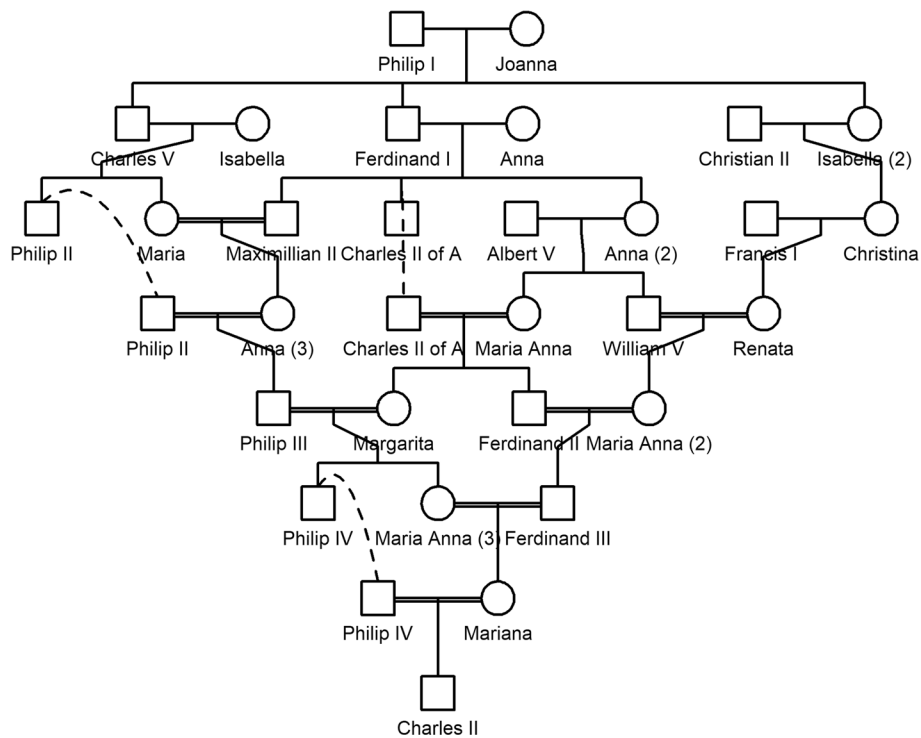 Philip I Joanna
Charles V Isabella Ferdinand I Anna Christian II Isabella (2)
Philip II Maria Maximillian II Charles II of A Albert V Anna (2) Francis I Christina
Philip II Anna (3) Charles II of A Maria Anna William V Renata
Philip III Margarita Ferdinand II Maria Anna (2)
Philip IV Maria Anna (3) Ferdinand III
Philip IV Mariana
Charles II